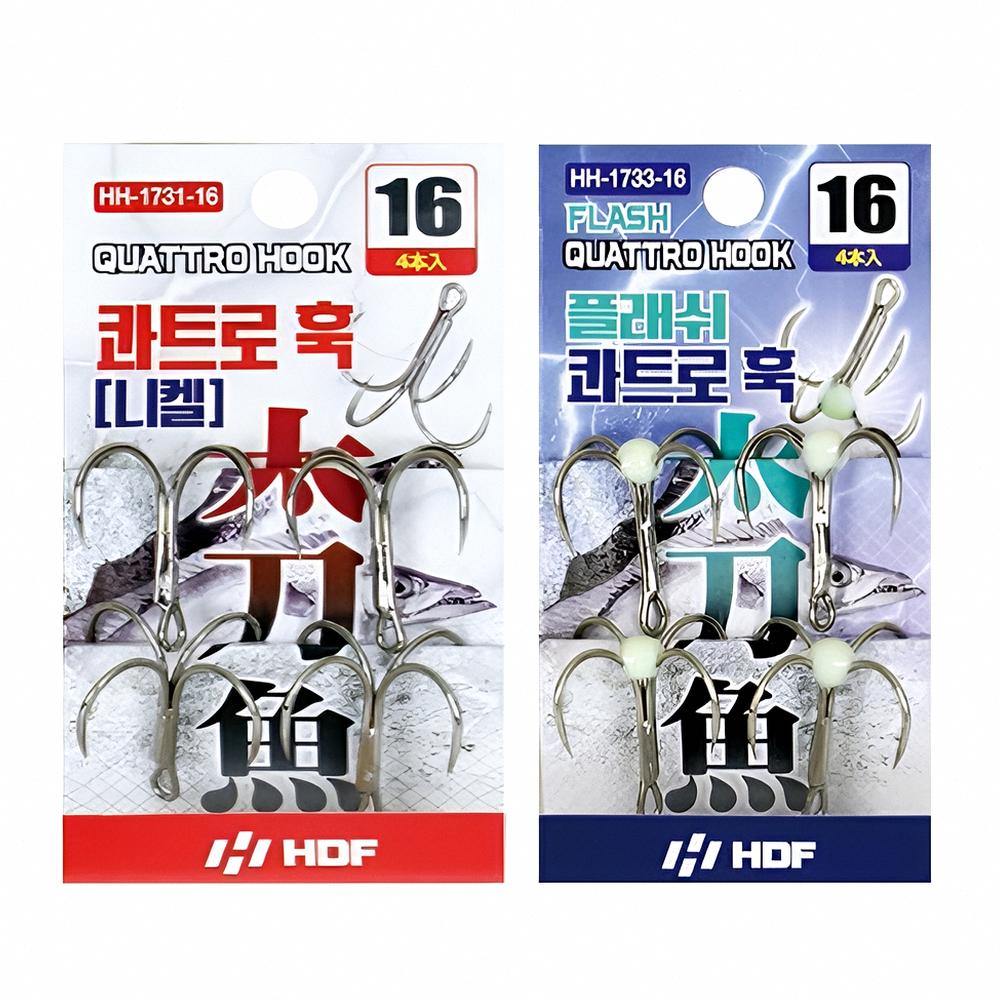 HH-1731-16
16
4本入
QUATTRO HOOK
콰트로 훅
[니켈]
太刀魚
HDF
HH-1733-16
16
4本入
FLASH
QUATTRO HOOK
플래쉬
콰트로 훅
太刀魚
HDF